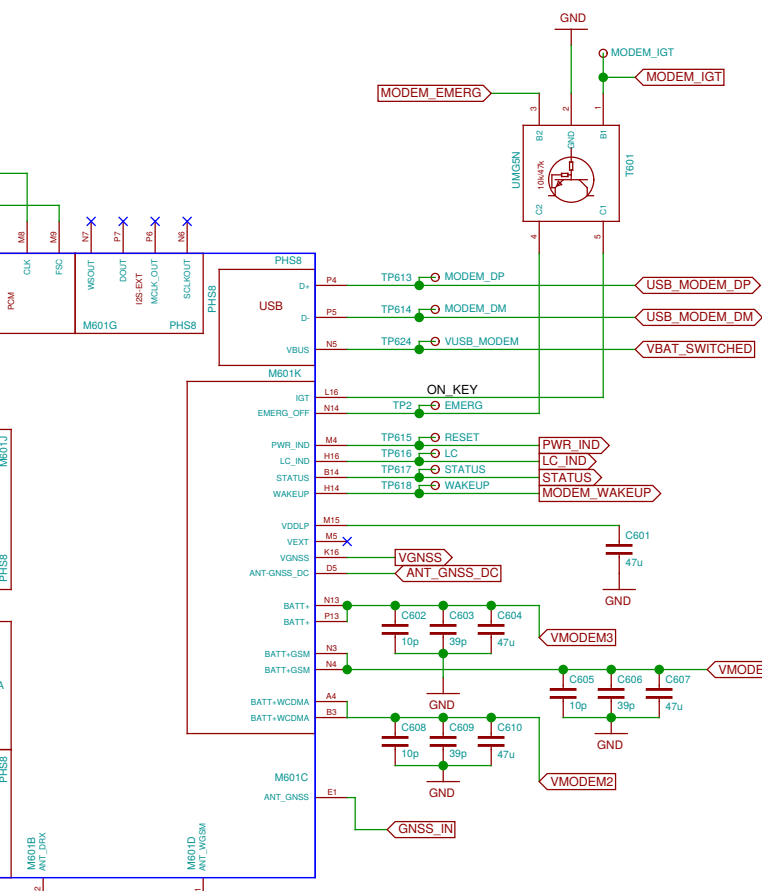 GND
MODEM_IGT
MODEM_IGT
MODEM_EMERG
3
2
1
B2
GND
B1
UMG5N
10k/47k
T601
C2
C1
4
5
M8
M9
N7
P7
P6
N6
CLK
FSC
WSOUT
DOUT
I2S-EXT
MCLK_OUT
SCLKOUT
PCM
M601G
PHS8
PHS8
PHS8
USB
D+
P4
TP613
MODEM_DP
USB_MODEM_DP
D-
P5
TP614
MODEM_DM
USB_MODEM_DM
VBUS
N5
TP624
VUSB_MODEM
VBAT_SWITCHED
M601K
IGT
L16
ON_KEY
EMERG_OFF
N14
TP2
EMERG
PWR_IND
M4
TP615
RESET
PWR_IND
LC_IND
H16
TP616
LC
LC_IND
STATUS
B14
TP617
STATUS
STATUS
WAKEUP
H14
TP618
WAKEUP
MODEM_WAKEUP
M601J
PHS8
VDDLP
M15
VEXT
M5
C601
47u
GND
VGNSS
K16
VGNSS
ANT-GNSS_DC
D5
ANT_GNSS_DC
BATT+
N13
BATT+
P13
C602
10p
C603
39p
C604
47u
VMODEM3
GND
BATT+GSM
N3
BATT+GSM
N4
C605
10p
C606
39p
C607
47u
VMODE
GND
A
BATT+WCDMA
A4
BATT+WCDMA
B3
C608
10p
C609
39p
C610
47u
GND
VMODEM2
PHS8
M601C
ANT_GNSS
E1
GNSS_IN
M601B
ANT_DRX
M601D
ANT_WGSM
2
1